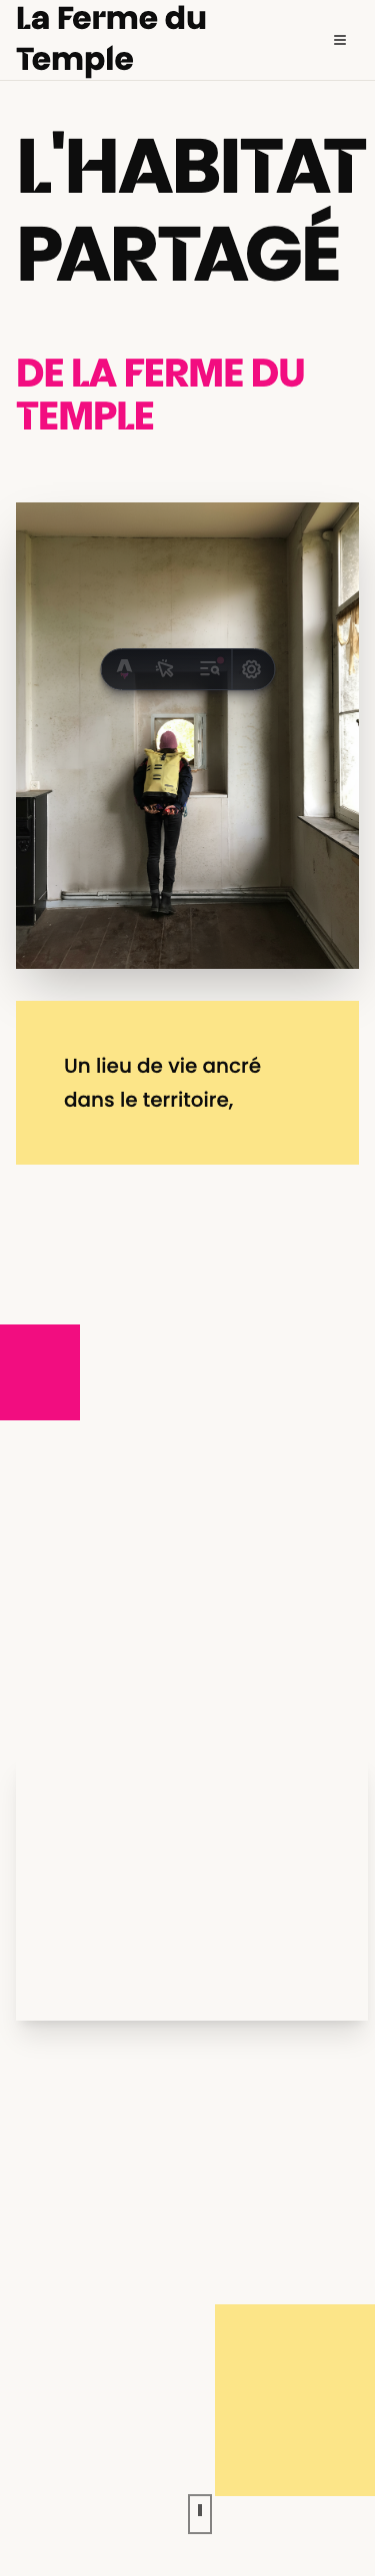 La Ferme du
Temple
L'HABITAT
PARTAGÉ
DE LA FERME DU
TEMPLE
Un lieu de vie ancré
dans le territoire,